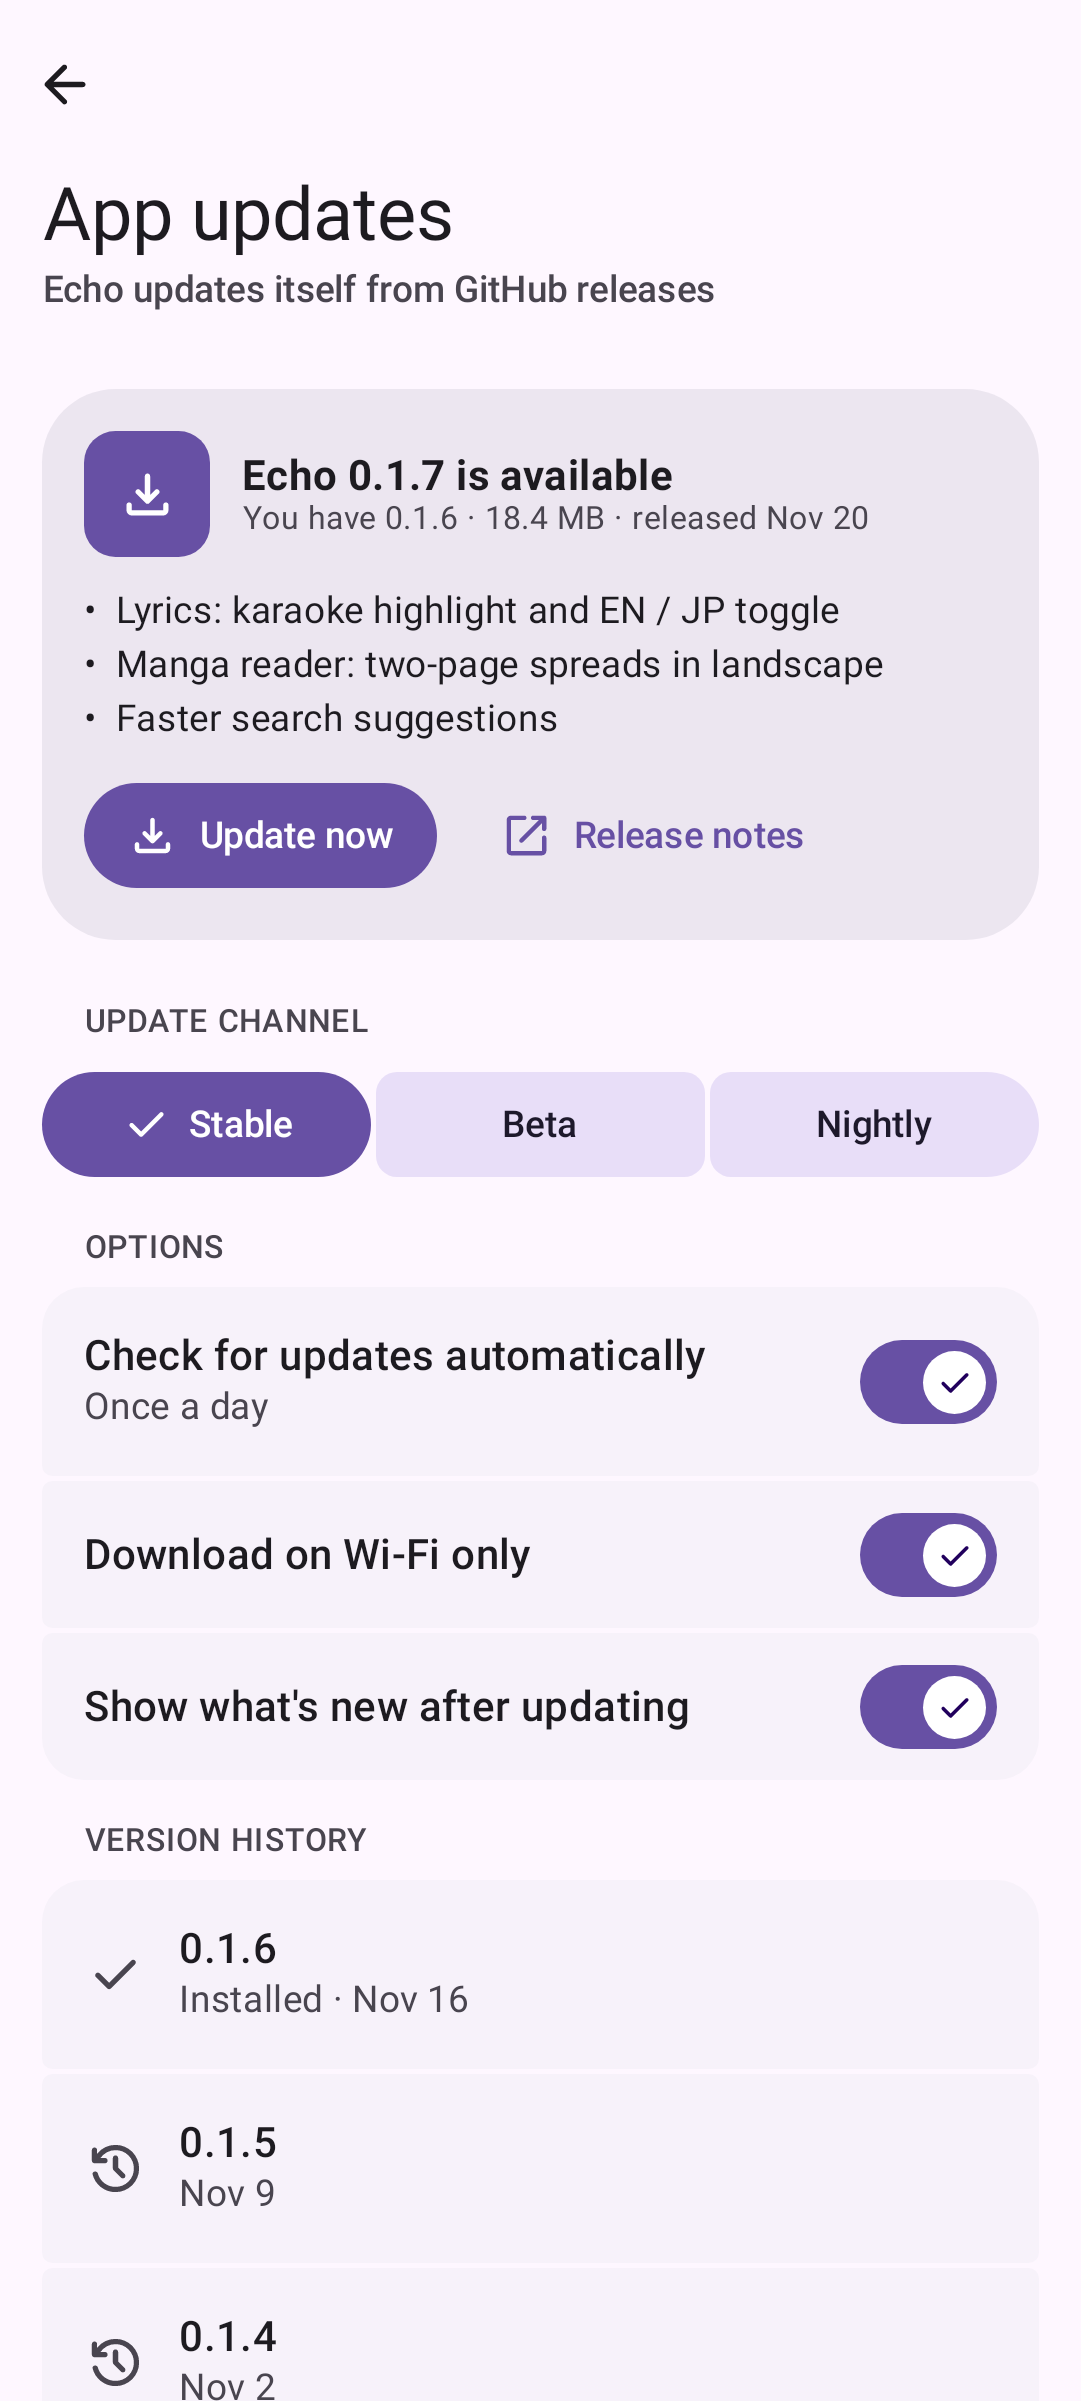 App updates
Echo updates itself from GitHub releases
Echo 0.1.7 is available
You have 0.1.6 · 18.4 MB · released Nov 20
• Lyrics: karaoke highlight and EN / JP toggle
• Manga reader: two-page spreads in landscape
• Faster search suggestions
Update now
Release notes
UPDATE CHANNEL
Stable
Beta
Nightly
OPTIONS
Check for updates automatically
Once a day
Download on Wi-Fi only
Show what's new after updating
VERSION HISTORY
0.1.6
Installed · Nov 16
0.1.5
Nov 9
0.1.4
Nov 2